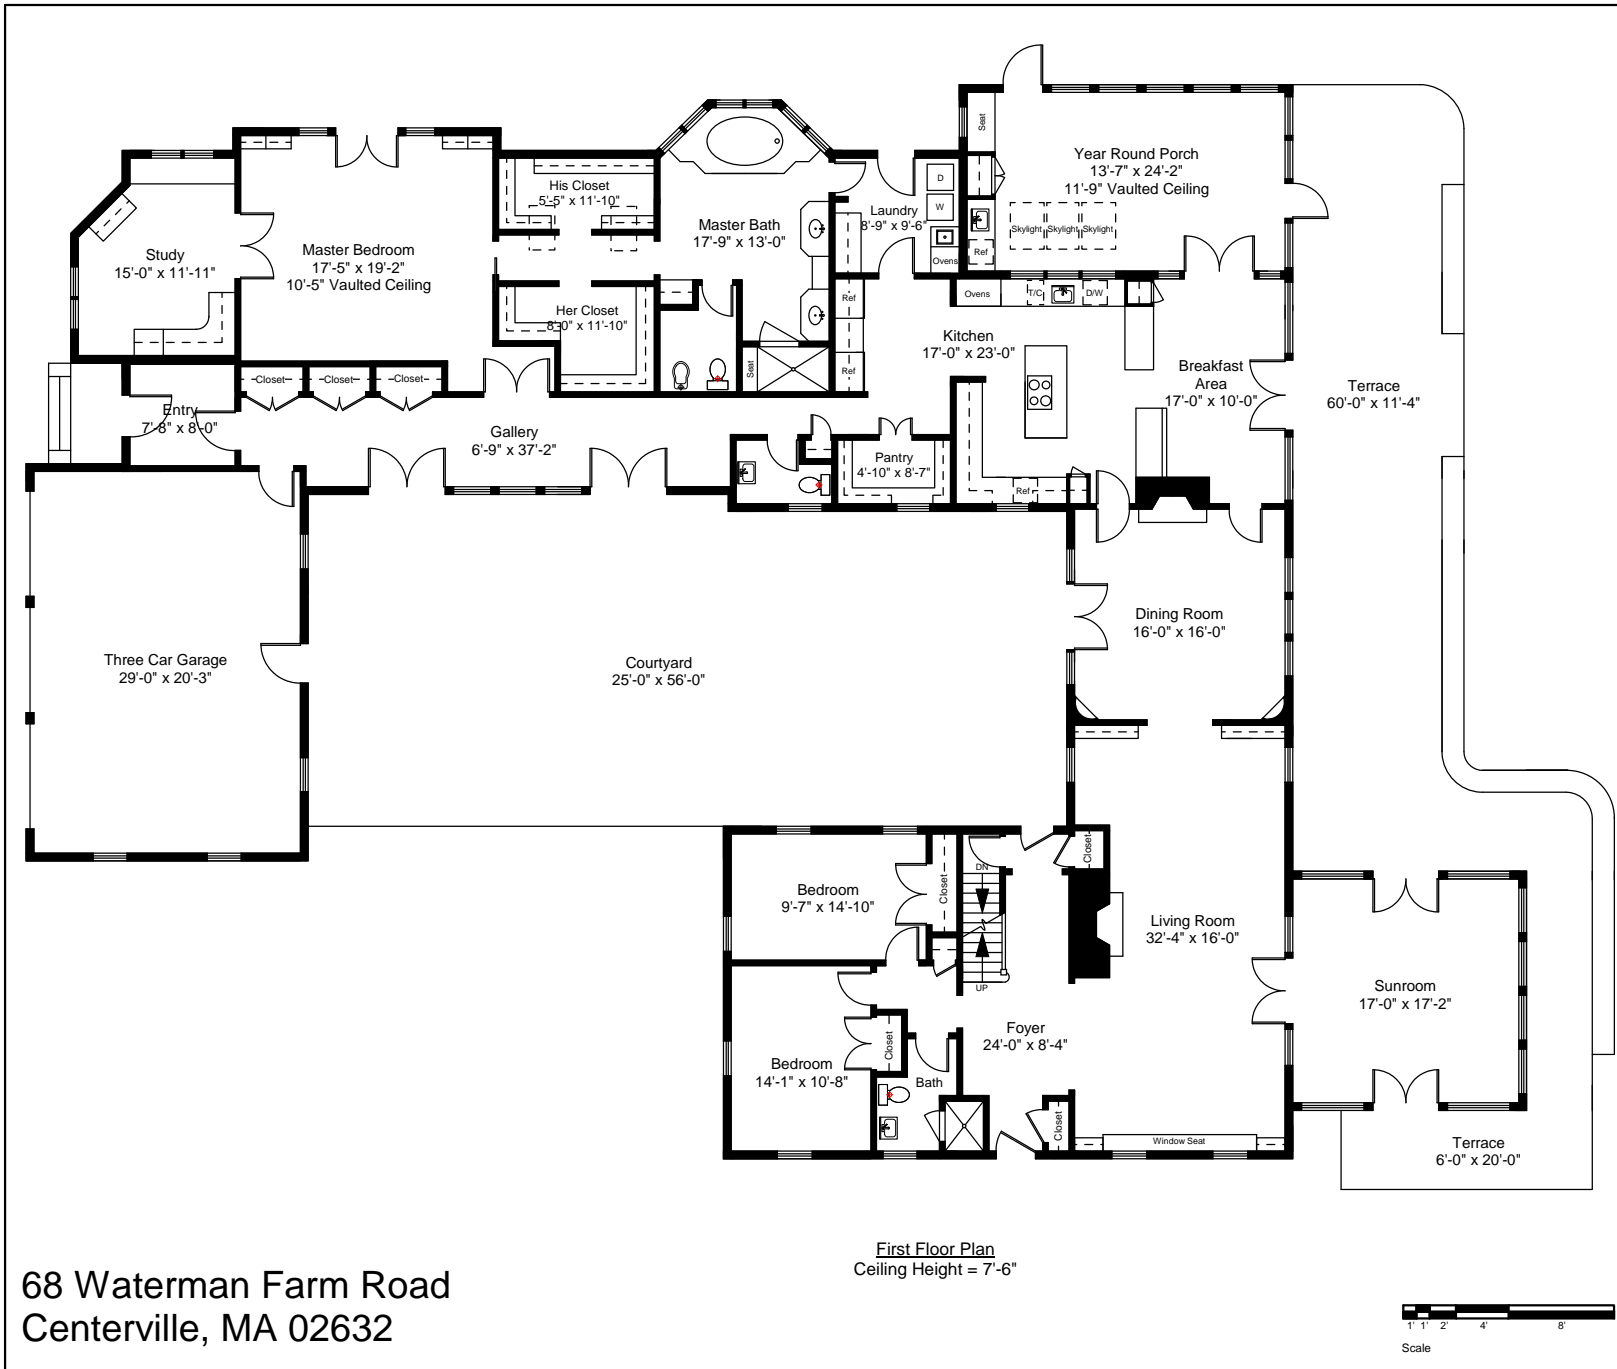 Seat
Year Round Porch
13'-7" x 24'-2"
11'-9" Vaulted Ceiling
Skylight
Skylight
Skylight
Ref
D
W
Laundry
8'-9" x 9'-6"
Ovens
His Closet
5'-5" x 11'-10"
Master Bath
17'-9" x 13'-0"
Master Bedroom
17'-5" x 19'-2"
10'-5" Vaulted Ceiling
Study
15'-0" x 11'-11"
Her Closet
8'-0" x 11'-10"
Seat
Ref
Ref
Ovens
T/C
D/W
Kitchen
17'-0" x 23'-0"
Breakfast
Area
17'-0" x 10'-0"
Terrace
60'-0" x 11'-4"
Closet
Closet
Closet
Entry
7'-8" x 8'-0"
Gallery
6'-9" x 37'-2"
Pantry
4'-10" x 8'-7"
Ref
Three Car Garage
29'-0" x 20'-3"
Courtyard
25'-0" x 56'-0"
Dining Room
16'-0" x 16'-0"
Bedroom
9'-7" x 14'-10"
Closet
DN
UP
Closet
Living Room
32'-4" x 16'-0"
Sunroom
17'-0" x 17'-2"
Foyer
24'-0" x 8'-4"
Bedroom
14'-1" x 10'-8"
Closet
Bath
Closet
Window Seat
Terrace
6'-0" x 20'-0"
First Floor Plan
Ceiling Height = 7'-6"
68 Waterman Farm Road
Centerville, MA 02632
1' 1' 2' 4' 8'
Scale